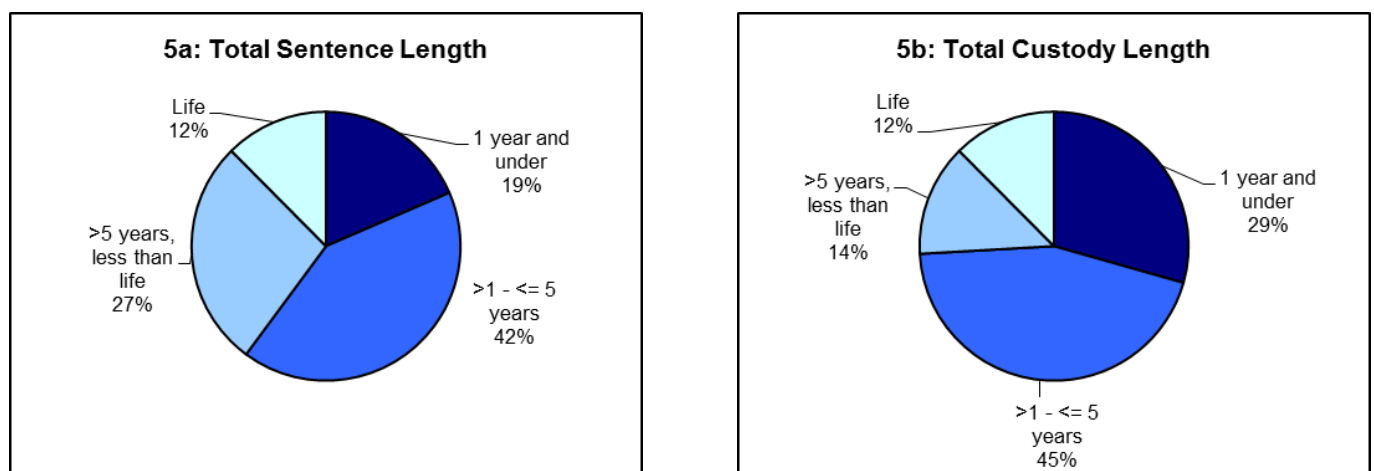 5a: Total Sentence Length
Life
12%
1 year and
under
19%
>5 years,
less than
life
27%
>1 - <= 5
years
42%
5b: Total Custody Length
Life
12%
>5 years,
less than
life
14%
1 year and
under
29%
>1 - <= 5
years
45%